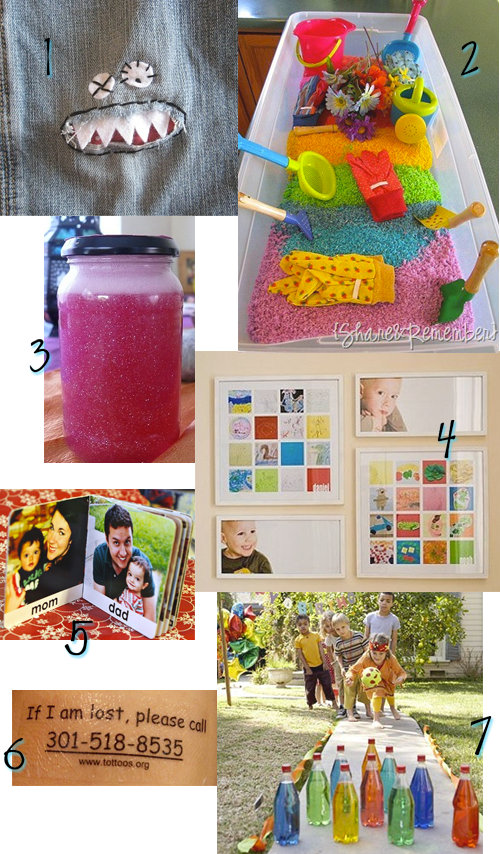 1
2
{Share&Remember}
3
4
daniel
5
mom
dad
6
If I am lost, please call
301-518-8535
www.tottoos.org
7